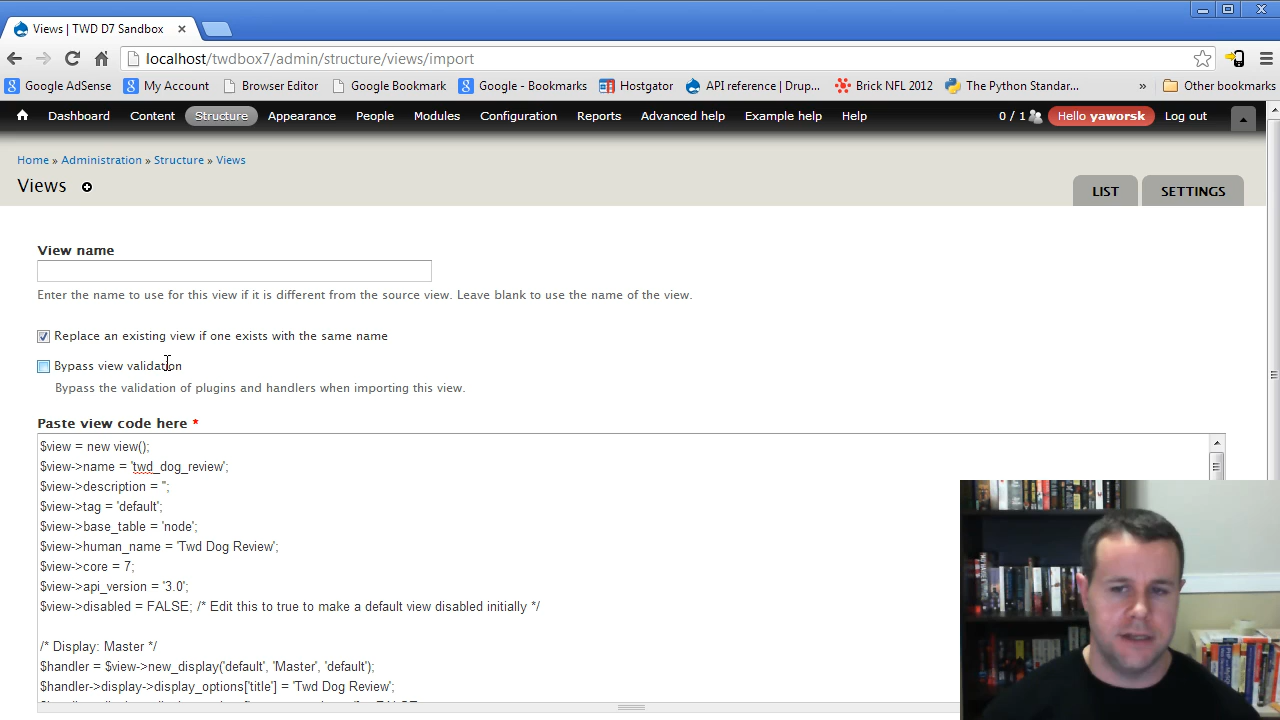 Views | TWD D7 Sandbox
localhost/twdbox7/admin/structure/views/import
Google AdSense My Account Browser Editor Google Bookmark Google - Bookmarks Hostgator API reference | Drup... Brick NFL 2012 The Python Standar... » Other bookmarks
Dashboard Content Structure Appearance People Modules Configuration Reports Advanced help Example help Help 0 / 1 Hello yaworsk Log out
Home » Administration » Structure » Views
Views
LIST SETTINGS
View name
Enter the name to use for this view if it is different from the source view. Leave blank to use the name of the view.
Replace an existing view if one exists with the same name
Bypass view validation
Bypass the validation of plugins and handlers when importing this view.
Paste view code here *
$view = new view();
$view->name = 'twd_dog_review';
$view->description = '';
$view->tag = 'default';
$view->base_table = 'node';
$view->human_name = 'Twd Dog Review';
$view->core = 7;
$view->api_version = '3.0';
$view->disabled = FALSE; /* Edit this to true to make a default view disabled initially */
/* Display: Master */
$handler = $view->new_display('default', 'Master', 'default');
$handler->display->display_options['title'] = 'Twd Dog Review';